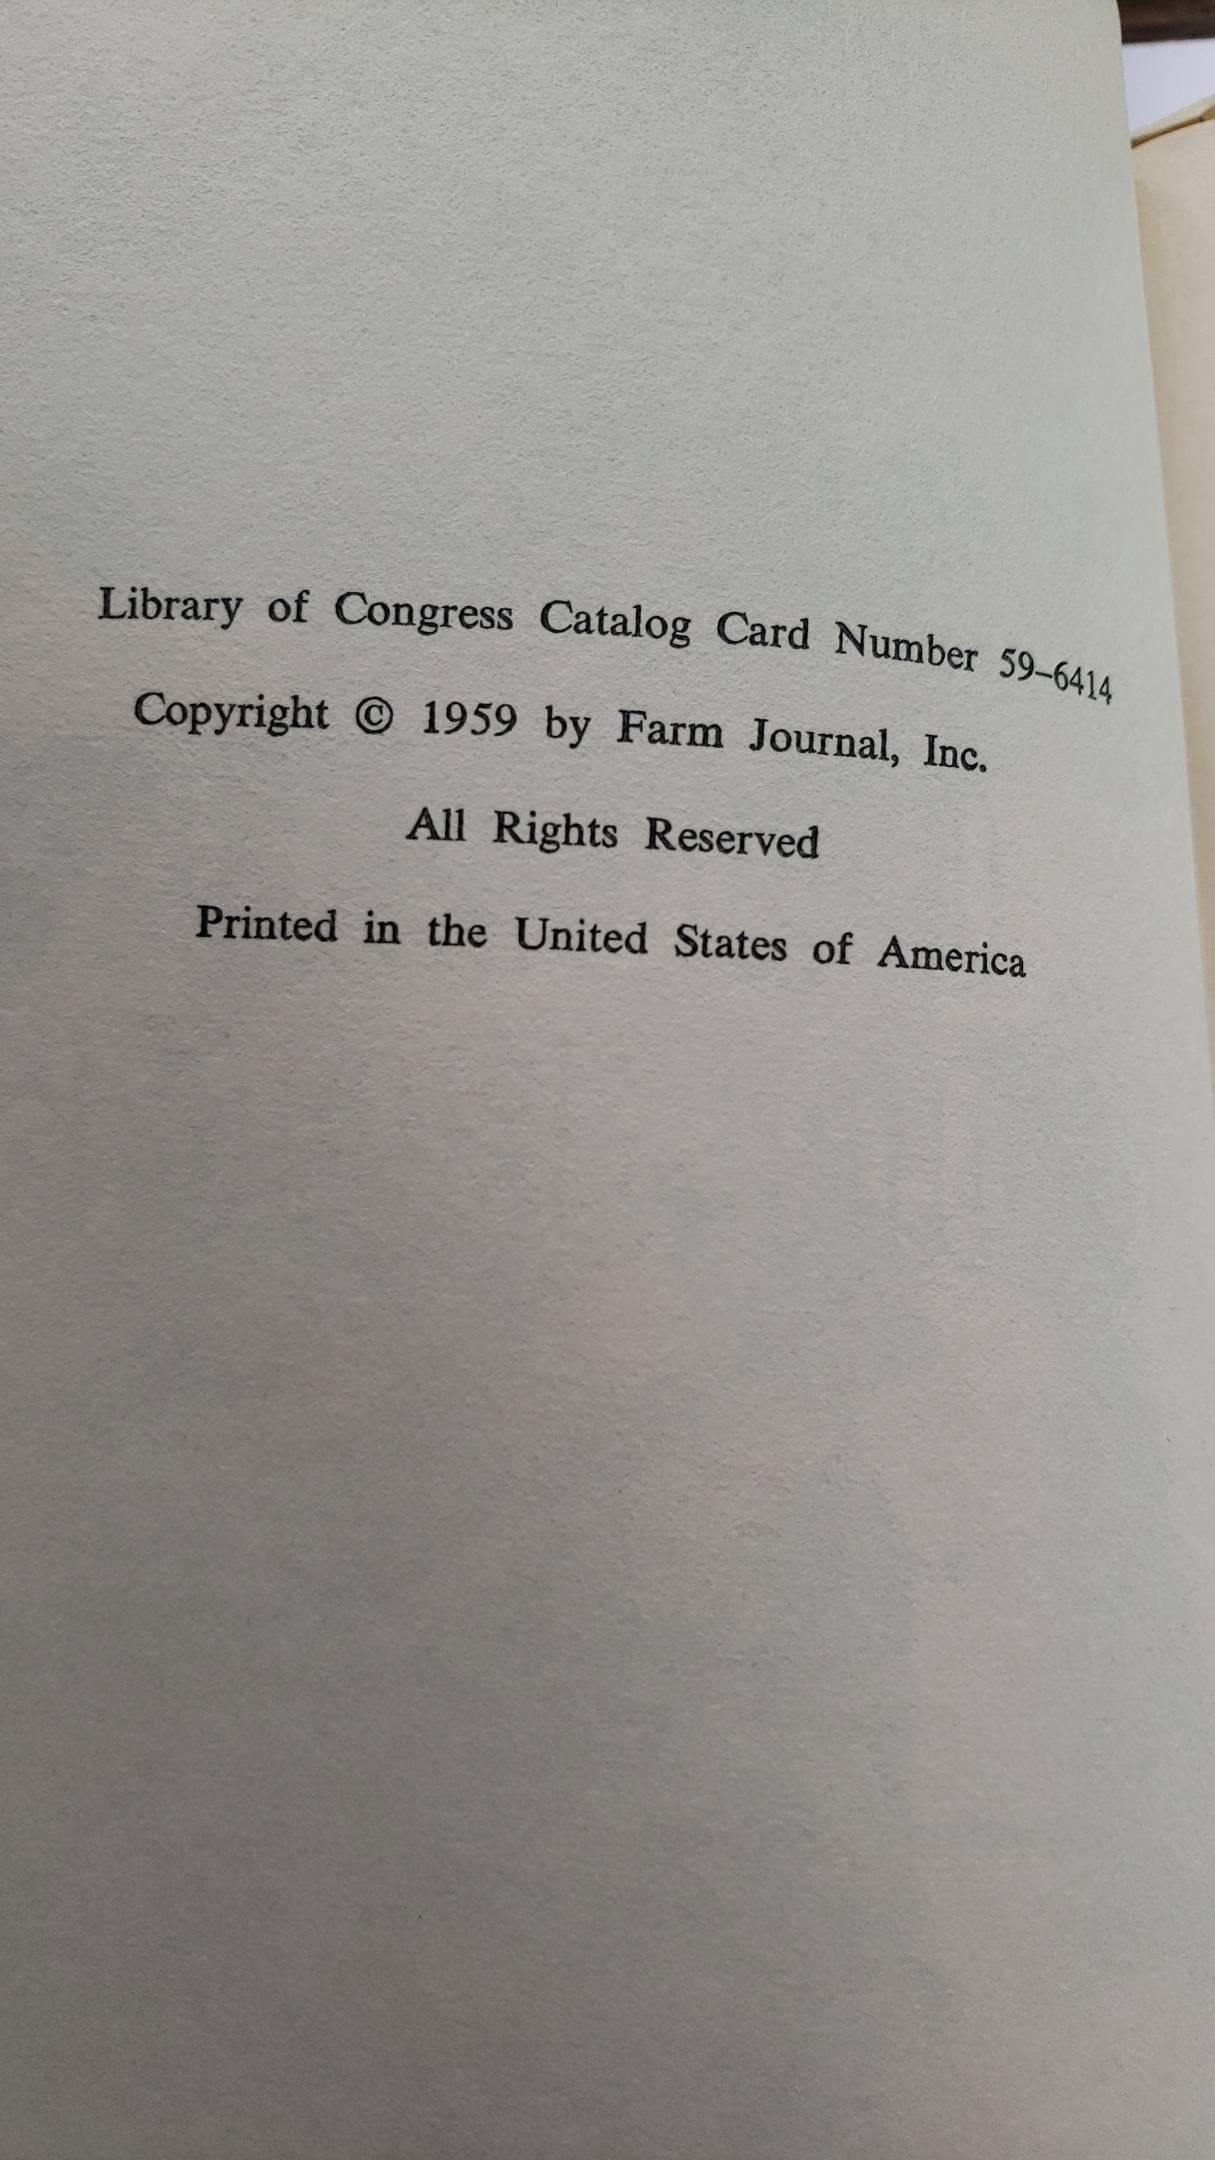 Library of Congress Catalog Card Number 59–6414
Copyright © 1959 by Farm Journal, Inc.
All Rights Reserved
Printed in the United States of America